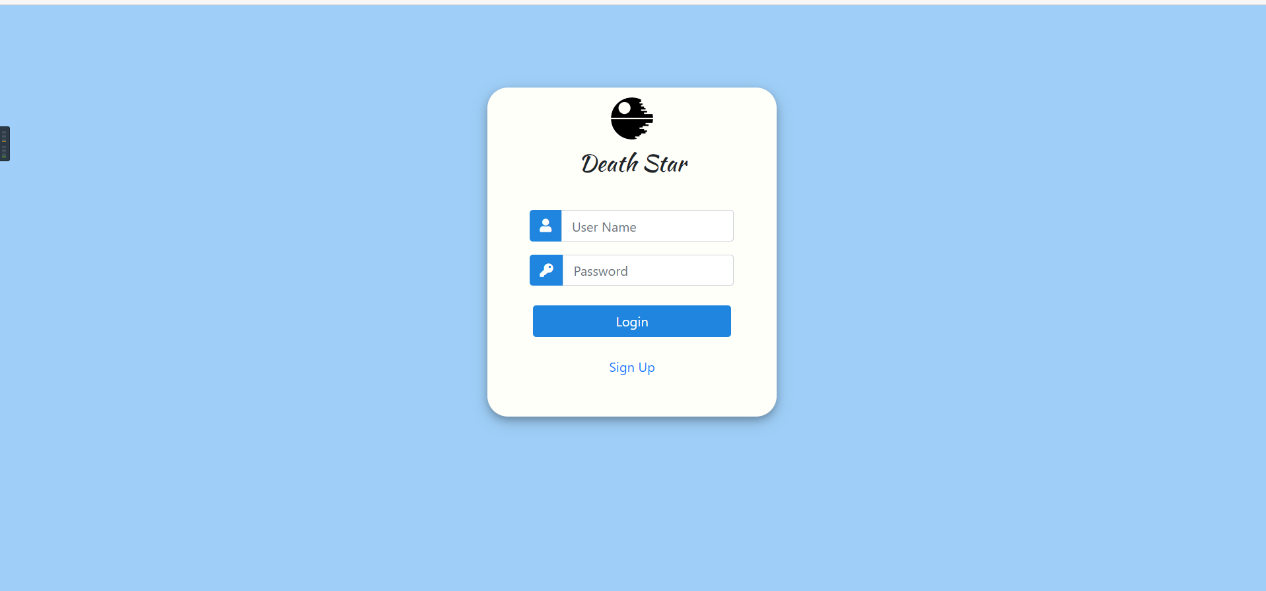 Death Star
User Name
Password
Login
Sign Up